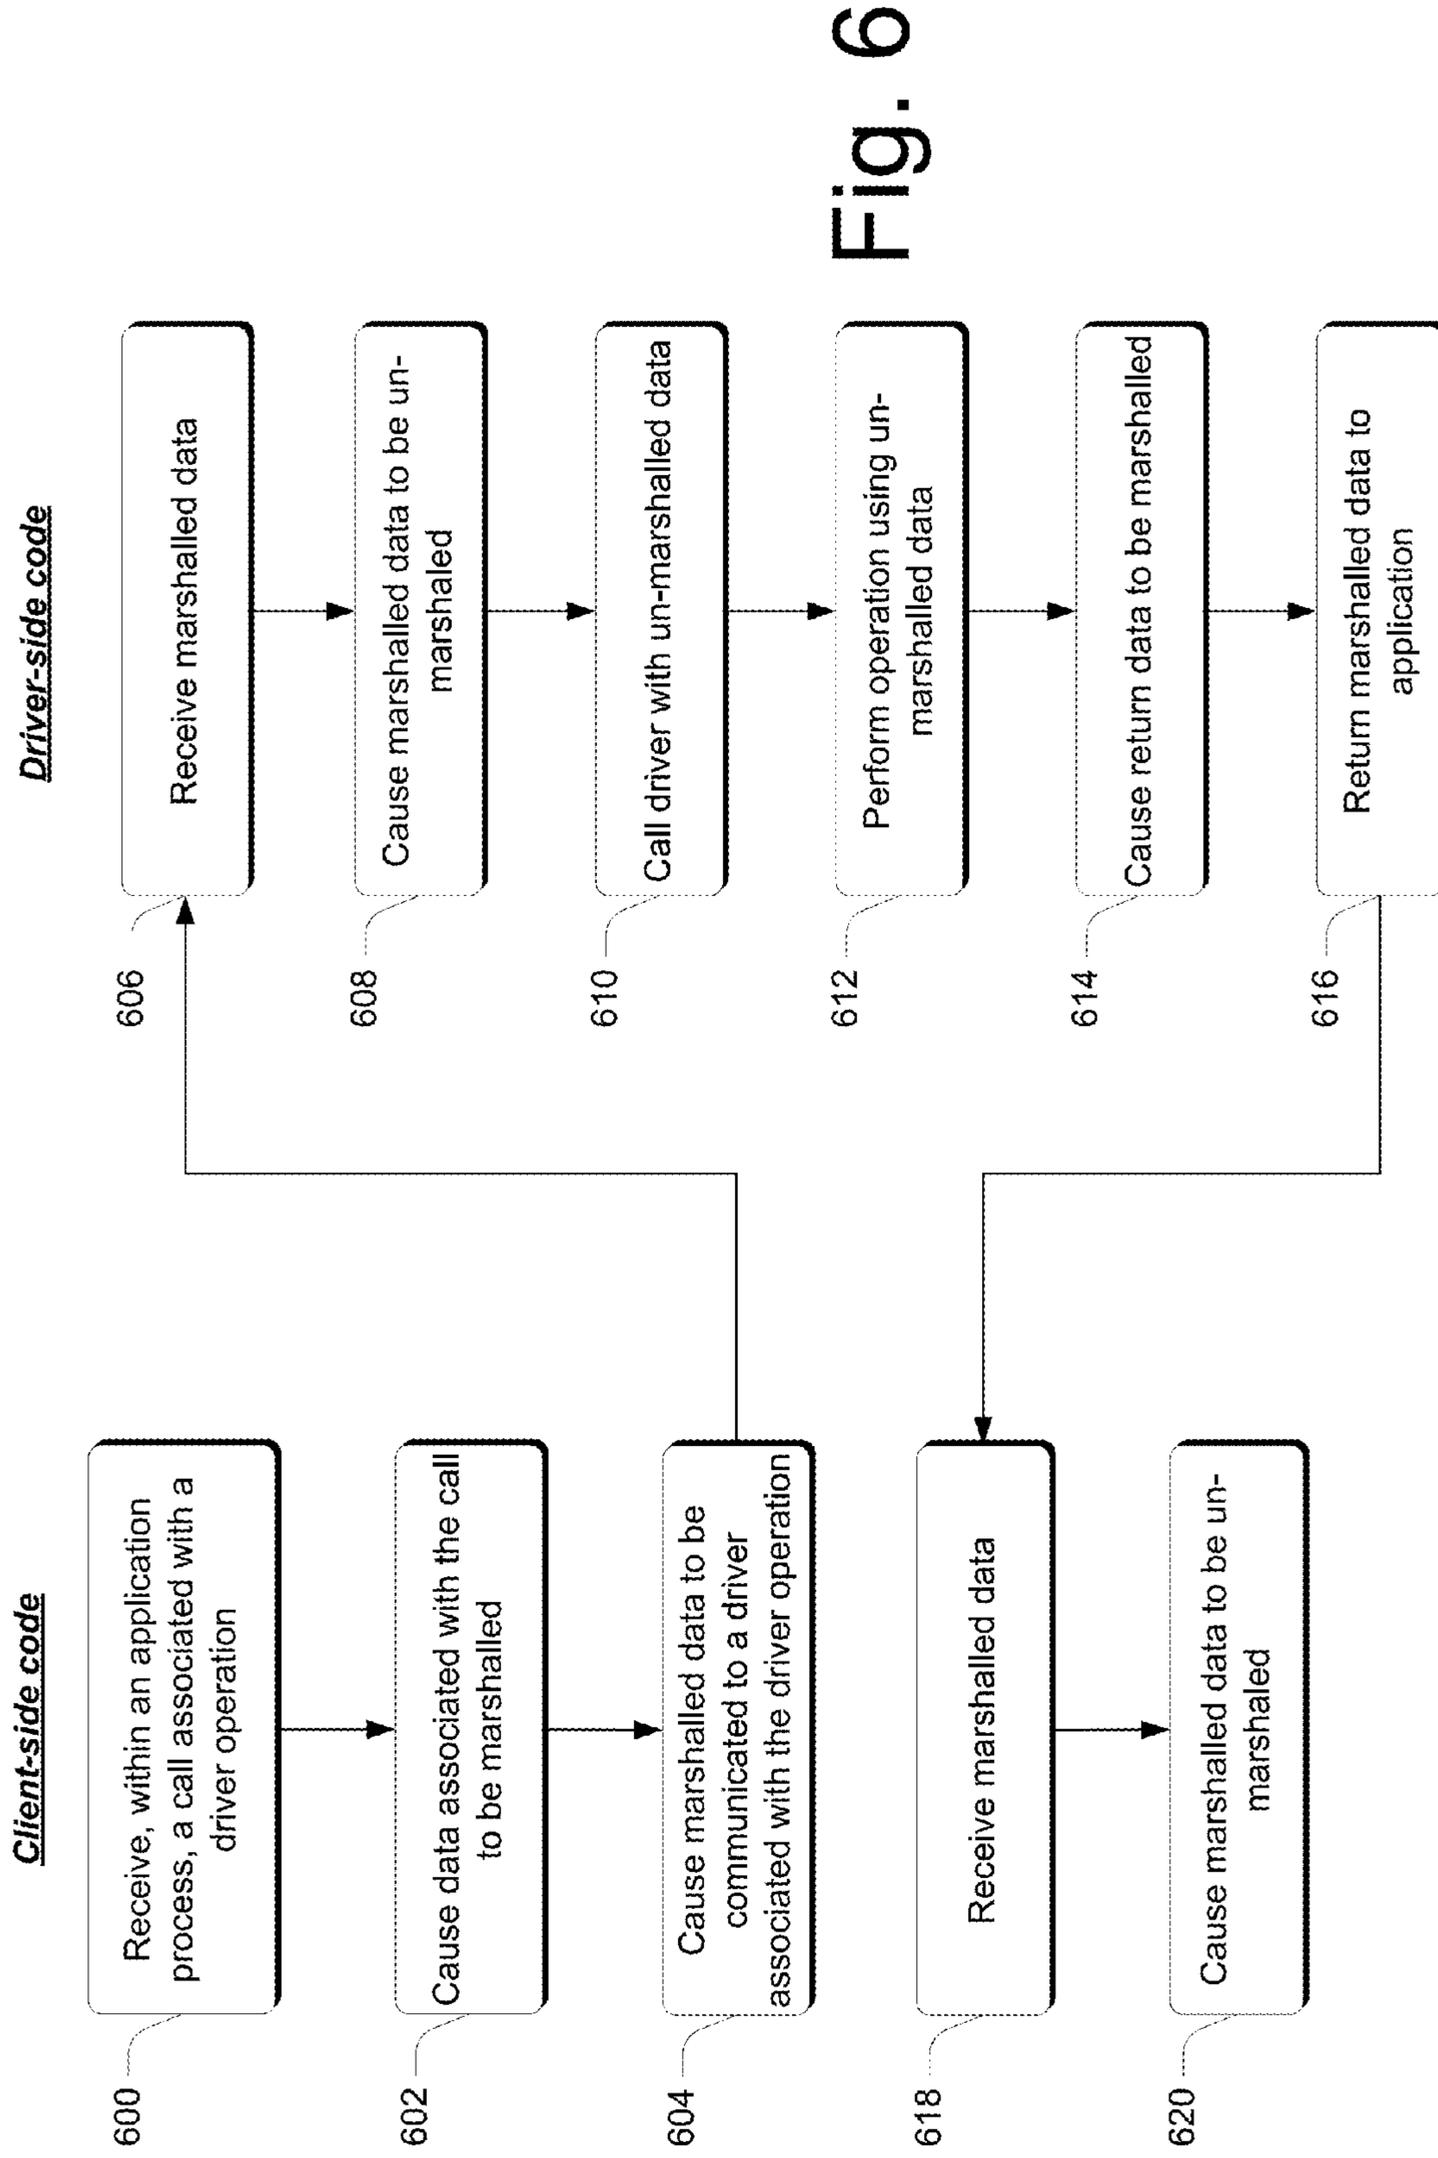 Client-side code
600
Receive, within an application
process, a call associated with a
driver operation
602
Cause data associated with the call
to be marshalled
604
Cause marshalled data to be
communicated to a driver
associated with the driver operation
618
Receive marshalled data
620
Cause marshalled data to be un-
marshaled
Driver-side code
606
Receive marshalled data
608
Cause marshalled data to be un-
marshaled
610
Call driver with un-marshalled data
612
Perform operation using un-
marshalled data
614
Cause return data to be marshalled
616
Return marshalled data to
application
Fig. 6